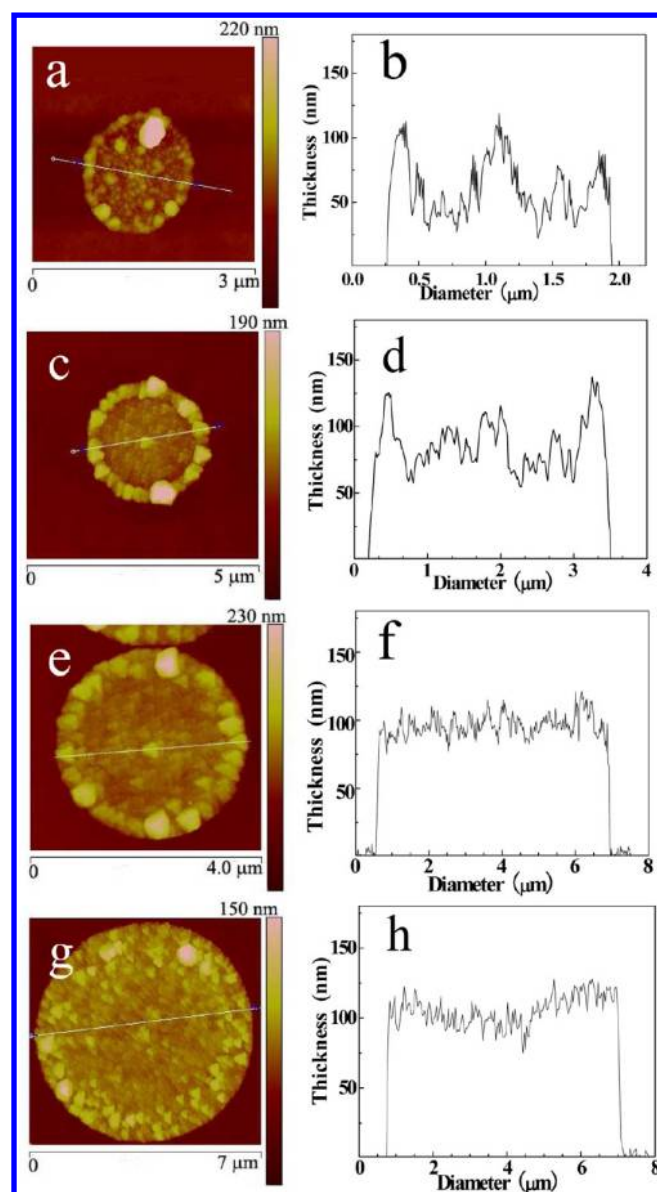 220 nm
a
0 3 μm
b
Thickness (nm)
150
100
50
0.0 0.5 1.0 1.5 2.0
Diameter (μm)
190 nm
c
0 5 μm
d
Thickness (nm)
150
100
50
0 1 2 3 4
Diameter (μm)
230 nm
e
0 4.0 μm
f
Thickness (nm)
150
100
50
0 2 4 6 8
Diameter (μm)
150 nm
g
0 7 μm
h
Thickness (nm)
150
100
50
0 2 4 6 8
Diameter (μm)